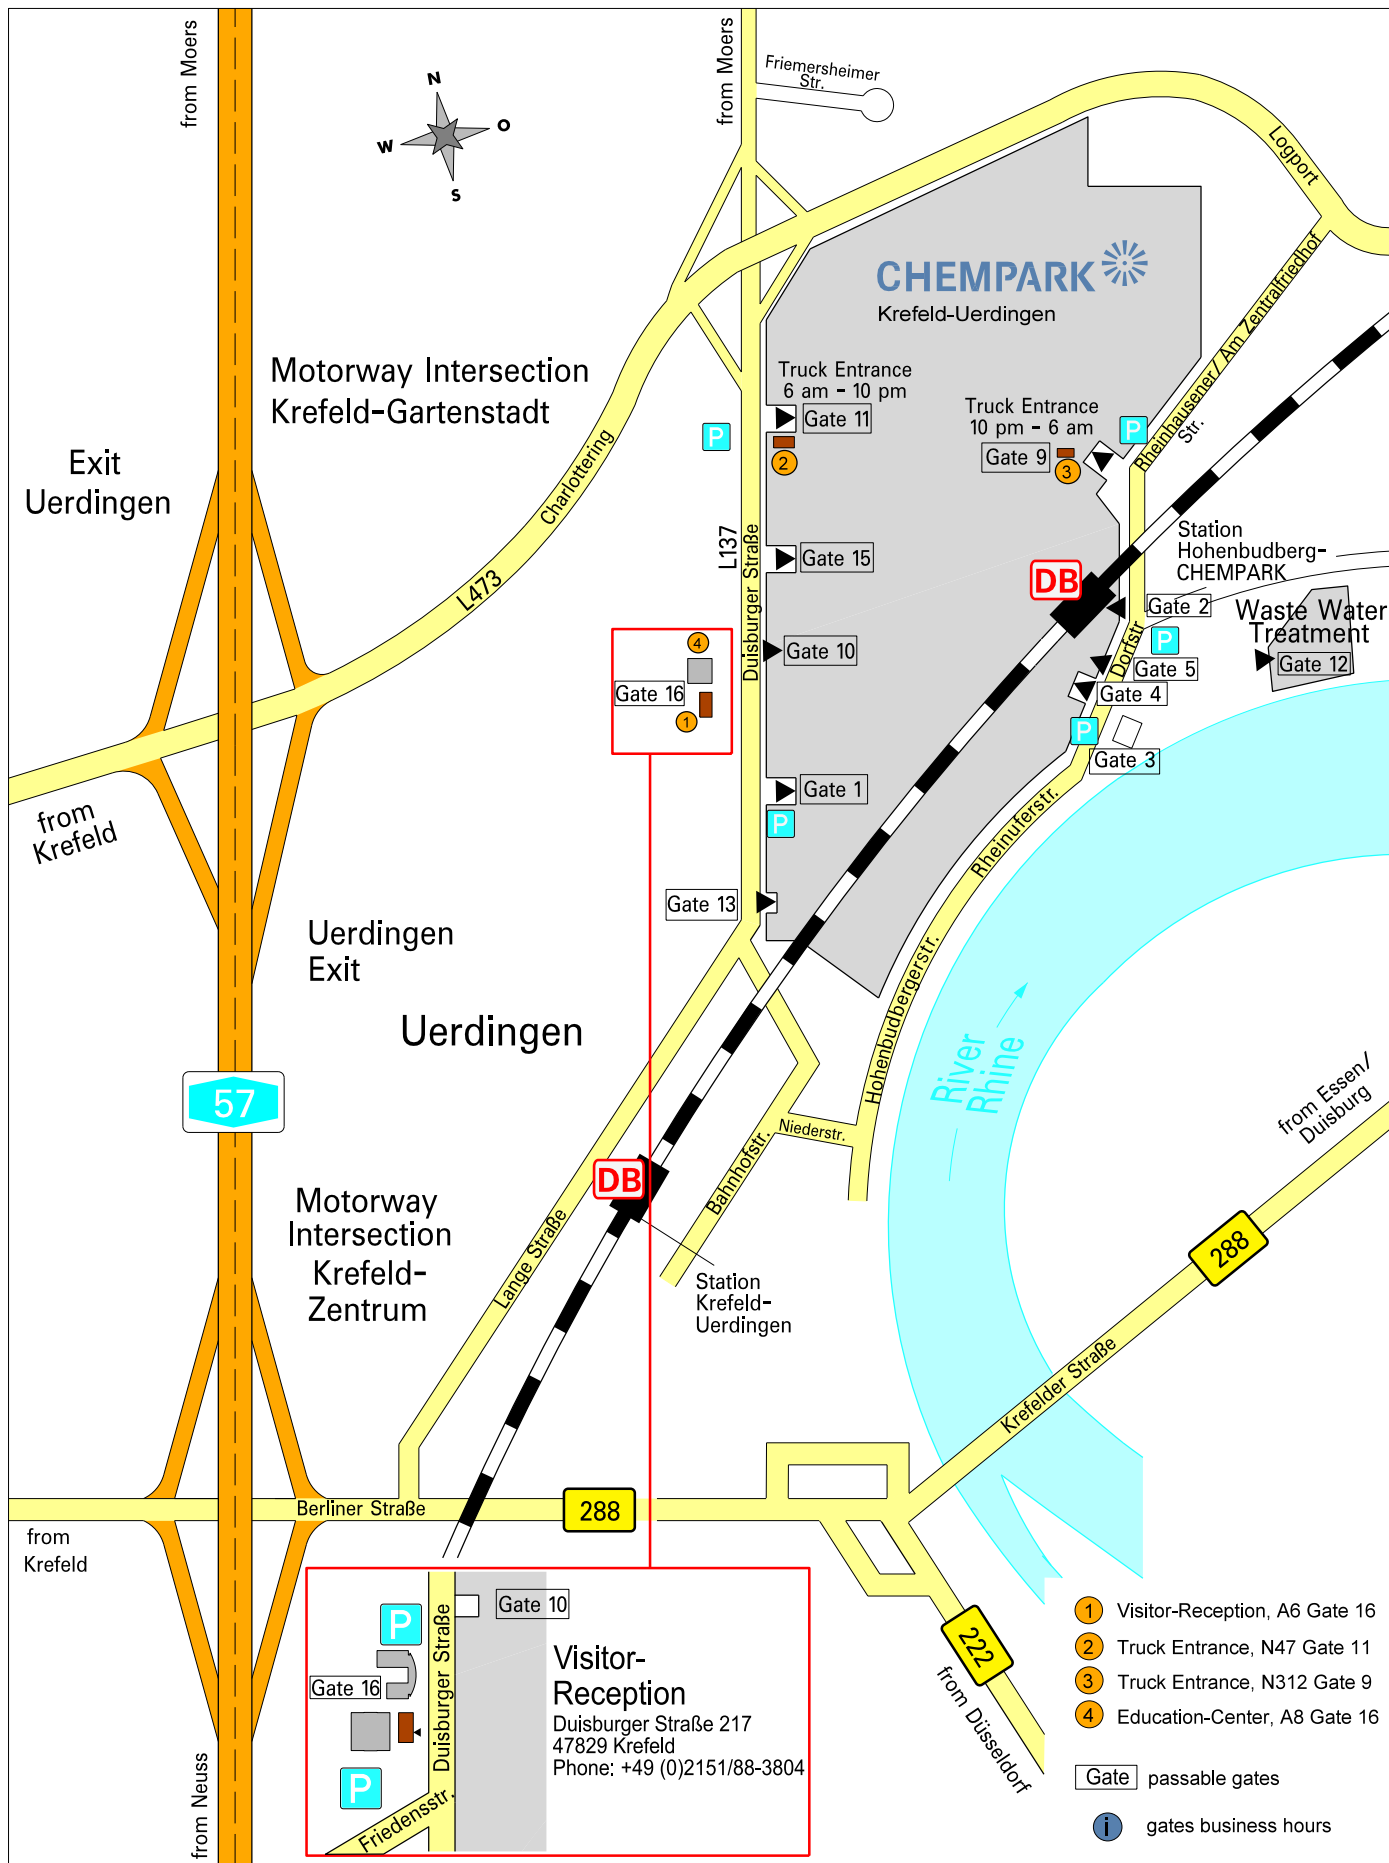 from Moers
from Moers
Friemersheimer
Str.
N
O
W
S
Logport
CHEMPARK
Krefeld-Uerdingen
Rheinhausener/ Am Zentralfriedhof
Str.
Motorway Intersection
Krefeld-Gartenstadt
Truck Entrance
6 am - 10 pm
Gate 11
2
P
Truck Entrance
10 pm - 6 am
Gate 9
3
P
Exit
Uerdingen
Charlottering
L473
L137
Duisburger Straße
Gate 15
Station
Hohenbudberg-
CHEMPARK
DB
Gate 2
Waste Water
Treatment
Gate 12
4
Gate 16
1
Gate 10
Dorfstr
P
Gate 5
Gate 4
P
Gate 3
Gate 1
P
from
Krefeld
Rheinuferstr.
Gate 13
Uerdingen
Exit
Uerdingen
Hohenbudbergerstr.
River
Rhine
57
from Essen/
Duisburg
Niederstr.
Bahnhofstr.
DB
Motorway
Intersection
Krefeld-
Zentrum
Lange Straße
Station
Krefeld-
Uerdingen
288
Krefelder Straße
Berliner Straße
288
from
Krefeld
222
from Düsseldorf
from Neuss
Duisburger Straße
Gate 10
P
Gate 16
P
Friedensstr.
Visitor-
Reception
Duisburger Straße 217
47829 Krefeld
Phone: +49 (0)2151/88-3804
1 Visitor-Reception, A6 Gate 16
2 Truck Entrance, N47 Gate 11
3 Truck Entrance, N312 Gate 9
4 Education-Center, A8 Gate 16
Gate passable gates
i gates business hours